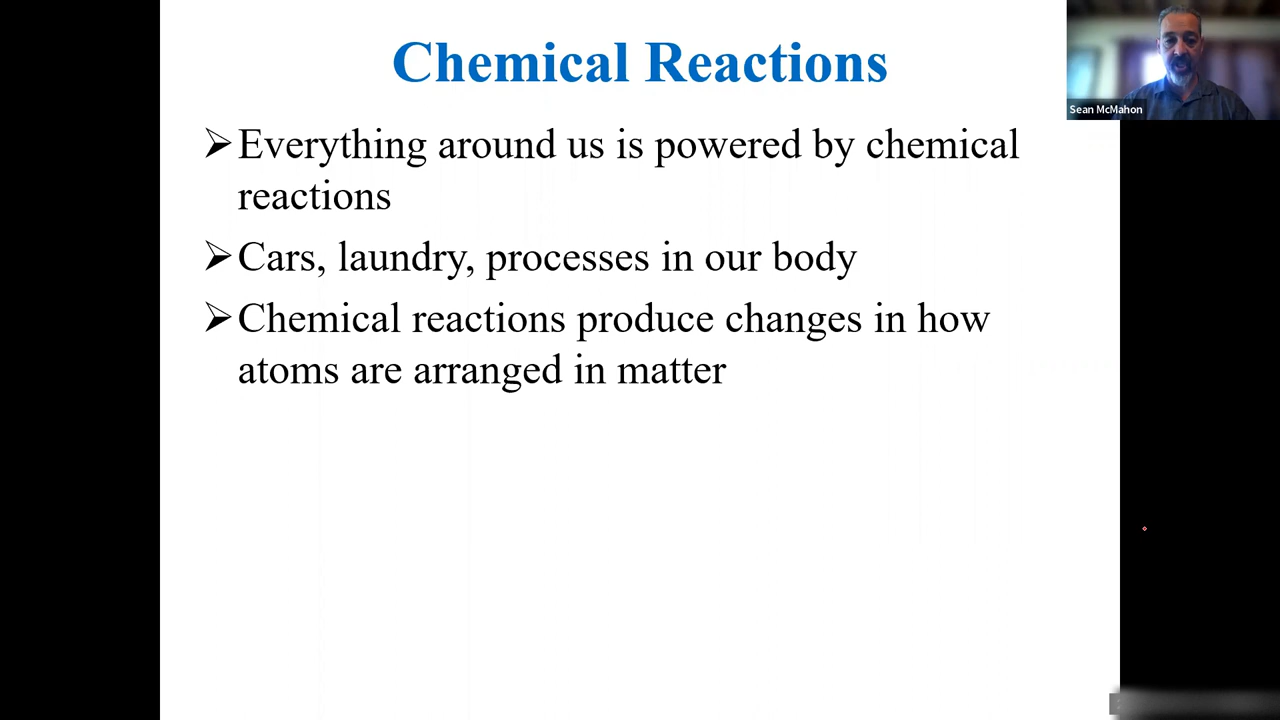 Chemical Reactions
Sean McMahon
➢Everything around us is powered by chemical
reactions
➢Cars, laundry, processes in our body
➢Chemical reactions produce changes in how
atoms are arranged in matter